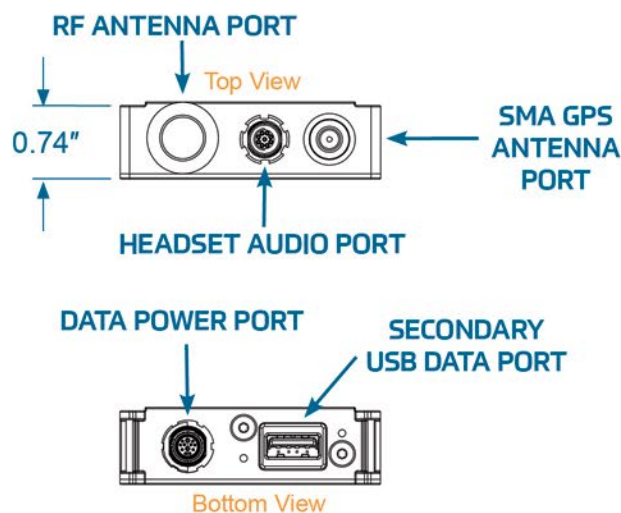 RF ANTENNA PORT
Top View
0.74"
SMA GPS
ANTENNA
PORT
HEADSET AUDIO PORT
DATA POWER PORT
SECONDARY
USB DATA PORT
Bottom View